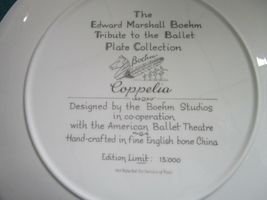 The
Edward Marshall Boehm
Tribute to the Ballet
Plate Collection
Boehm
Coppelia
Designed by the Boehm Studios
in co-operation
with the American Ballet Theatre
Hand-crafted in fine English bone China
Edition Limit: 15,000